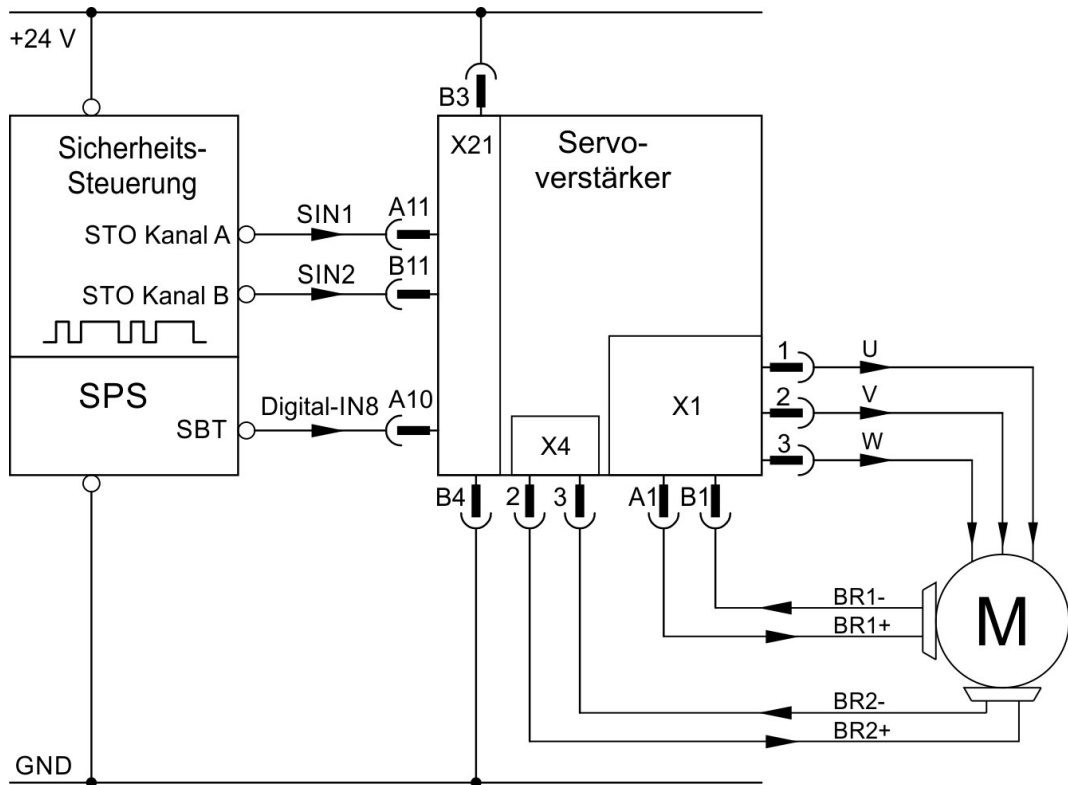 +24 V
B3
Sicherheits-
Steuerung
X21
Servo-
verstärker
STO Kanal A
SIN1
A11
STO Kanal B
SIN2
B11
SPS
SBT
Digital-IN8
A10
X4
X1
1
U
2
V
3
W
B4
2
3
A1
B1
BR1-
BR1+
M
BR2-
BR2+
GND